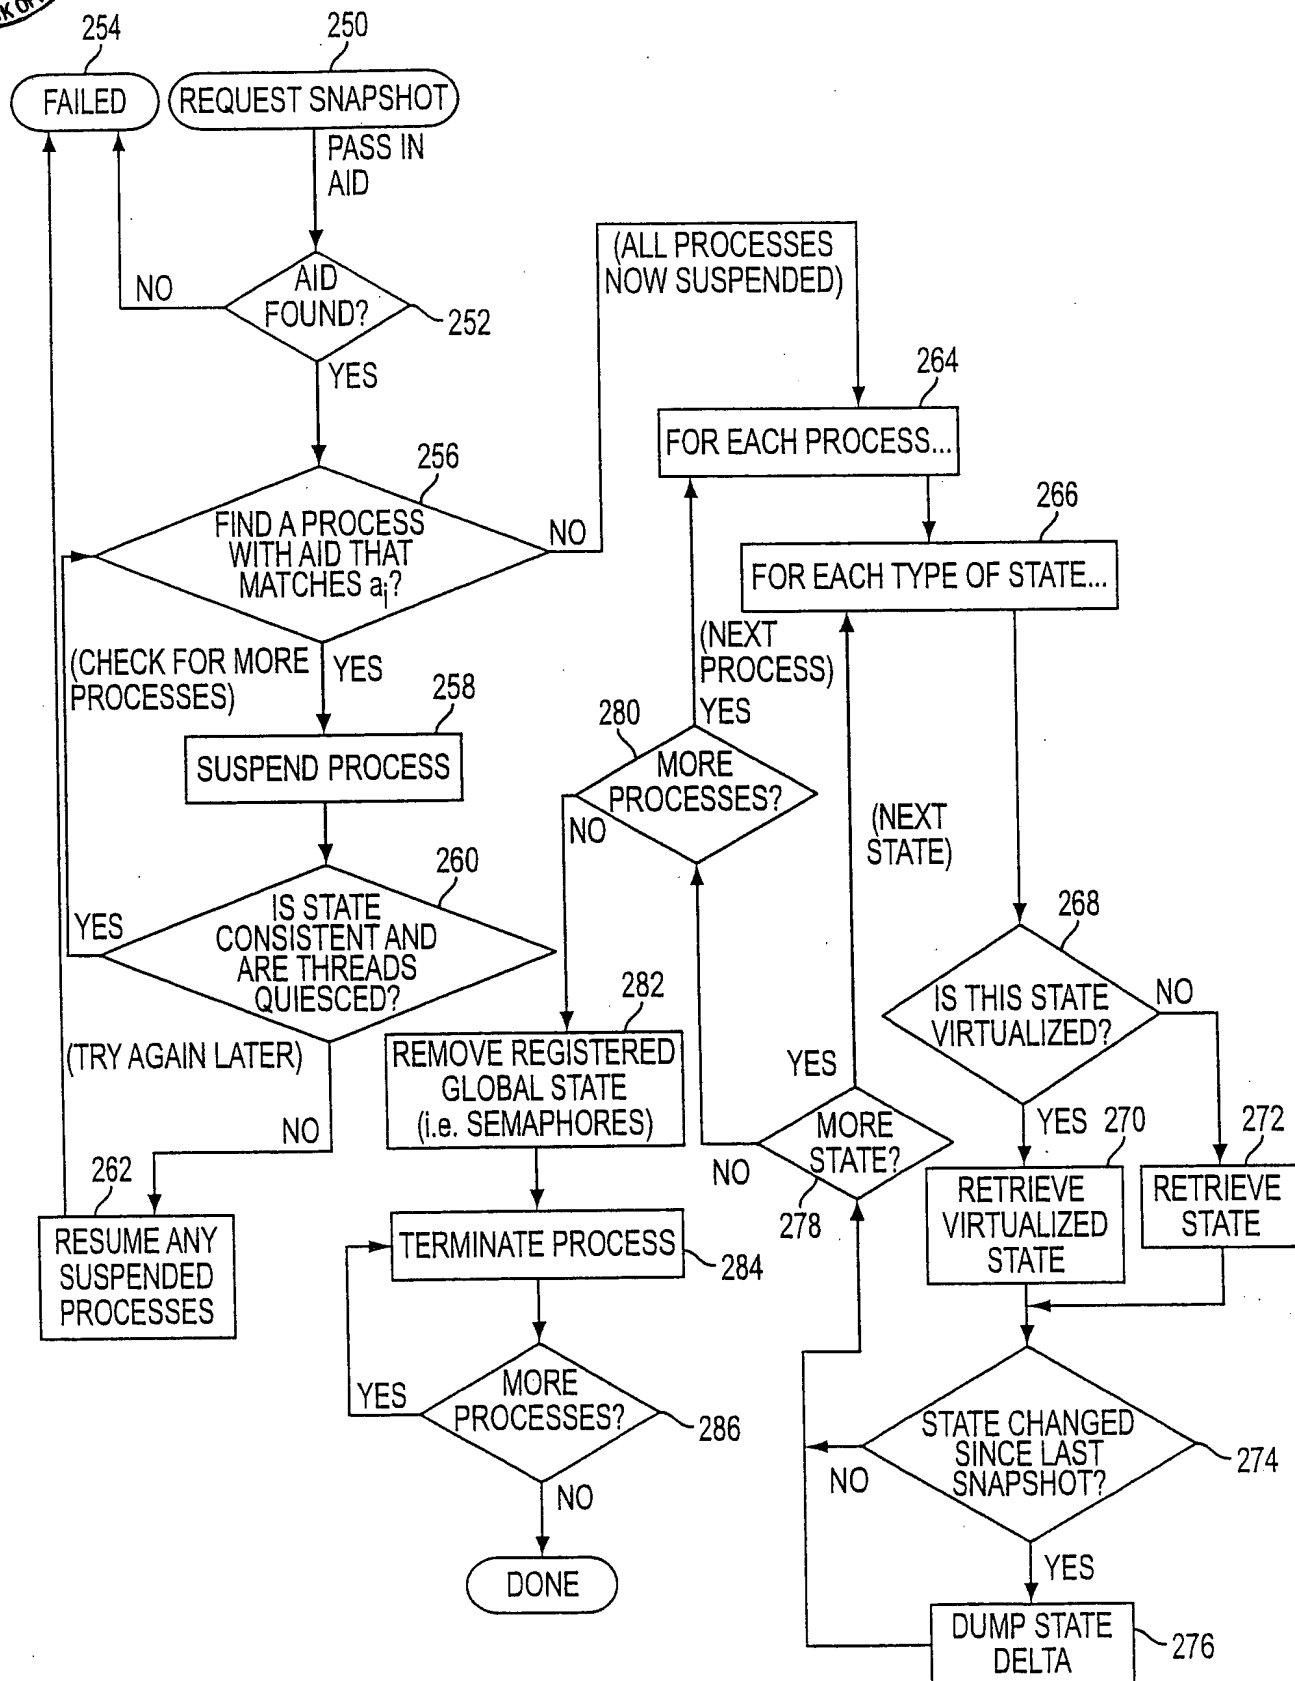 254
250
FAILED
REQUEST SNAPSHOT
PASS IN
AID
AID
FOUND?
NO
252
YES
(ALL PROCESSES
NOW SUSPENDED)
264
FOR EACH PROCESS...
256
FIND A PROCESS
WITH AID THAT
MATCHES aj?
NO
266
FOR EACH TYPE OF STATE...
(CHECK FOR MORE
PROCESSES)
YES
258
SUSPEND PROCESS
(NEXT
PROCESS)
YES
280
MORE
PROCESSES?
NO
(NEXT
STATE)
260
IS STATE
CONSISTENT AND
ARE THREADS
QUIESCED?
YES
(TRY AGAIN LATER)
NO
262
RESUME ANY
SUSPENDED
PROCESSES
282
REMOVE REGISTERED
GLOBAL STATE
(i.e. SEMAPHORES)
268
IS THIS STATE
VIRTUALIZED?
NO
YES
YES
MORE
STATE?
NO
278
270
RETRIEVE
VIRTUALIZED
STATE
272
RETRIEVE
STATE
TERMINATE PROCESS
284
YES
MORE
PROCESSES?
286
NO
DONE
STATE CHANGED
SINCE LAST
SNAPSHOT?
274
NO
YES
DUMP STATE
DELTA
276